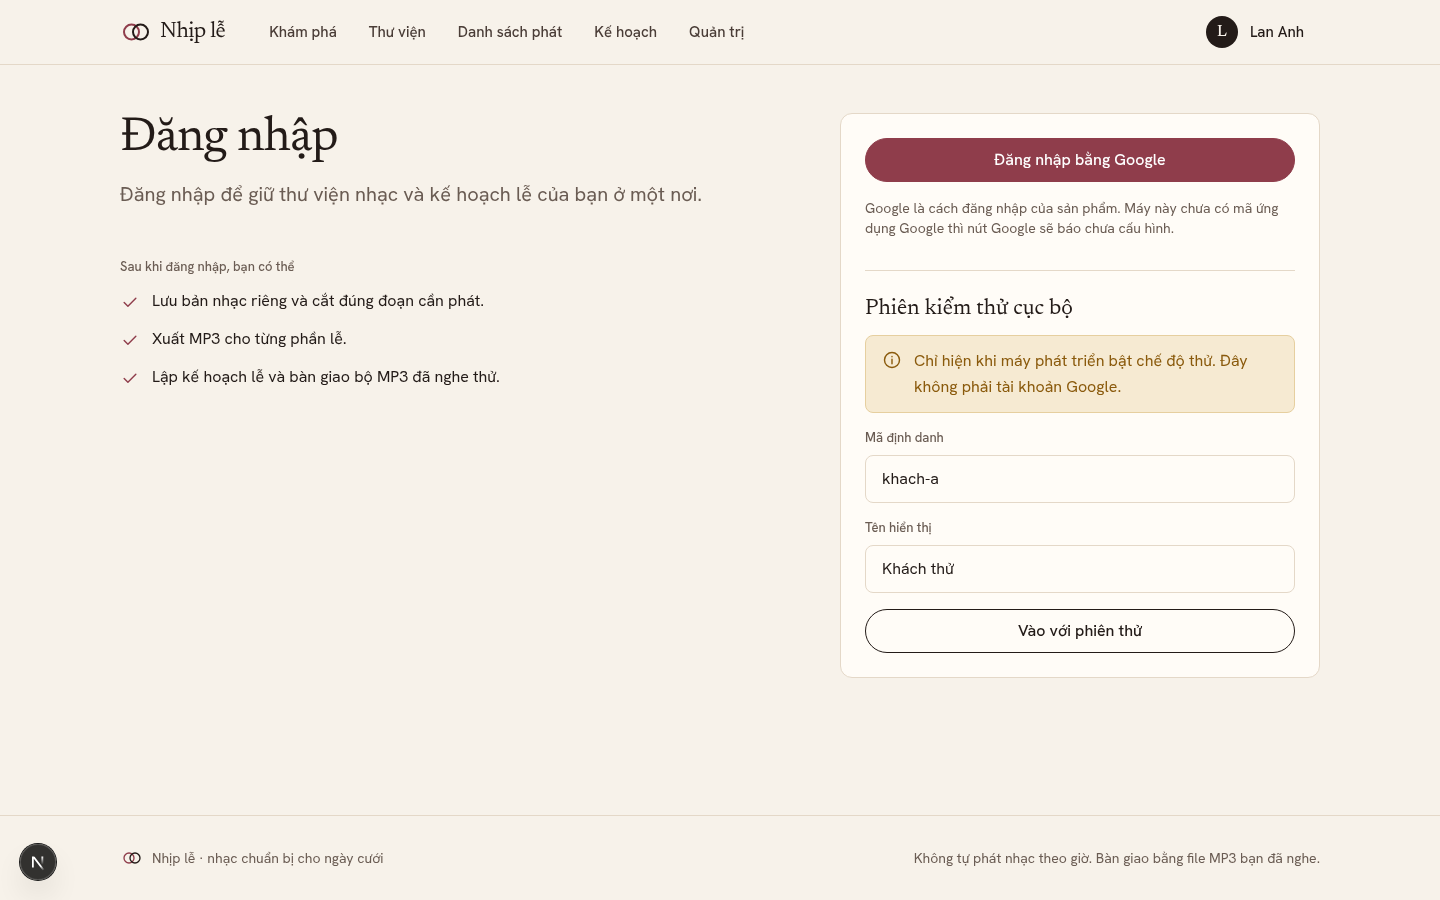 Nhịp lễ
Khám phá
Thư viện
Danh sách phát
Kế hoạch
Quản trị
L
Lan Anh
Đăng nhập
Đăng nhập để giữ thư viện nhạc và kế hoạch lễ của bạn ở một nơi.
Sau khi đăng nhập, bạn có thể
Lưu bản nhạc riêng và cắt đúng đoạn cần phát.
Xuất MP3 cho từng phần lễ.
Lập kế hoạch lễ và bàn giao bộ MP3 đã nghe thử.
Đăng nhập bằng Google
Google là cách đăng nhập của sản phẩm. Máy này chưa có mã ứng
dụng Google thì nút Google sẽ báo chưa cấu hình.
Phiên kiểm thử cục bộ
Chỉ hiện khi máy phát triển bật chế độ thử. Đây
không phải tài khoản Google.
Mã định danh
khach-a
Tên hiển thị
Khách thử
Vào với phiên thử
N
Nhịp lễ · nhạc chuẩn bị cho ngày cưới
Không tự phát nhạc theo giờ. Bàn giao bằng file MP3 bạn đã nghe.